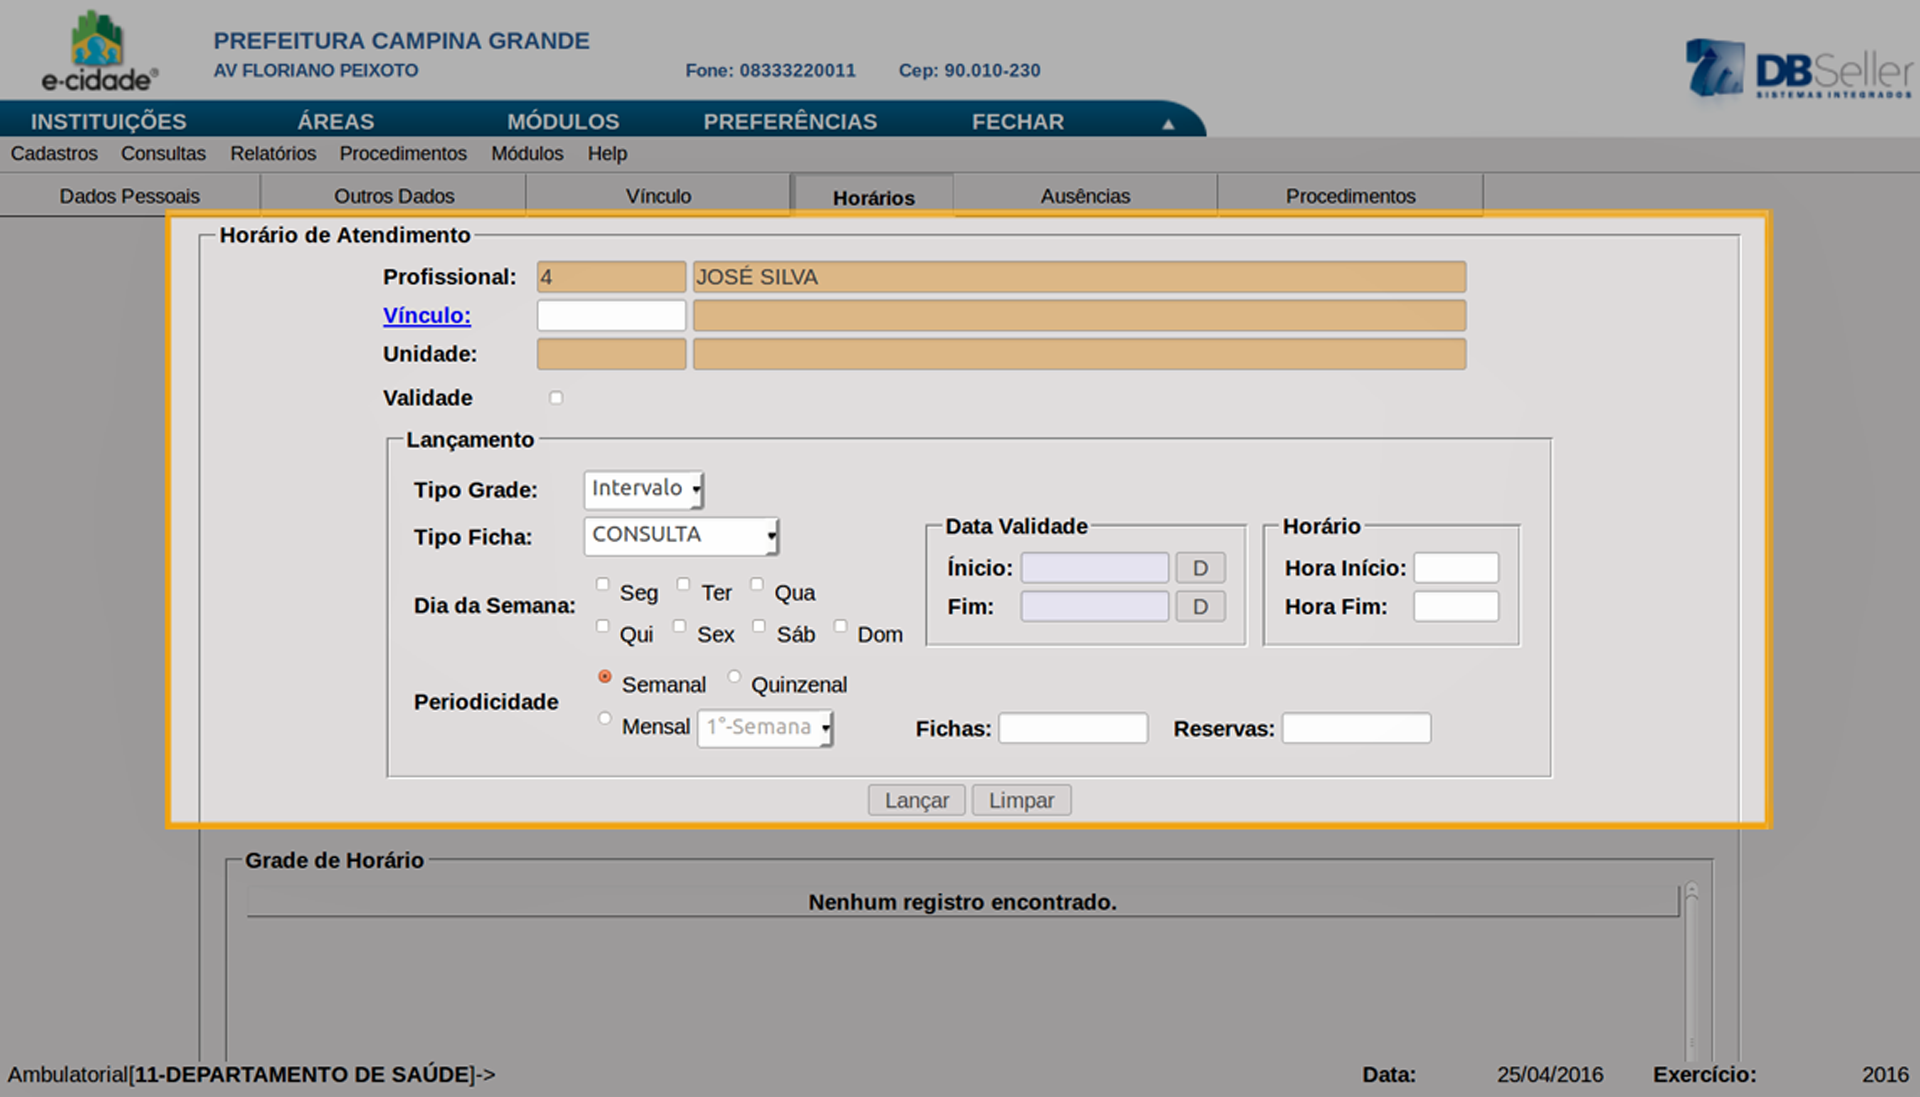 e-cidade®
PREFEITURA CAMPINA GRANDE
AV FLORIANO PEIXOTO Fone: 08333220011 Cep: 90.010-230
DBSeller
SISTEMAS INTEGRADOS
INSTITUIÇÕES ÁREAS MÓDULOS PREFERÊNCIAS FECHAR ▲
Cadastros Consultas Relatórios Procedimentos Módulos Help
Dados Pessoais Outros Dados Vínculo Horários Ausências Procedimentos
Horário de Atendimento
Profissional: 4 JOSÉ SILVA
Vínculo:
Unidade:
Validade
Lançamento
Tipo Grade: Intervalo
Tipo Ficha: CONSULTA
Data Validade
Ínicio: D
Fim: D
Horário
Hora Início:
Hora Fim:
Dia da Semana: Seg Ter Qua
Qui Sex Sáb Dom
Periodicidade Semanal Quinzenal
Mensal 1°-Semana
Fichas: Reservas:
Lançar Limpar
Grade de Horário
Nenhum registro encontrado.
Ambulatorial[11-DEPARTAMENTO DE SAÚDE]-> Data: 25/04/2016 Exercício: 2016